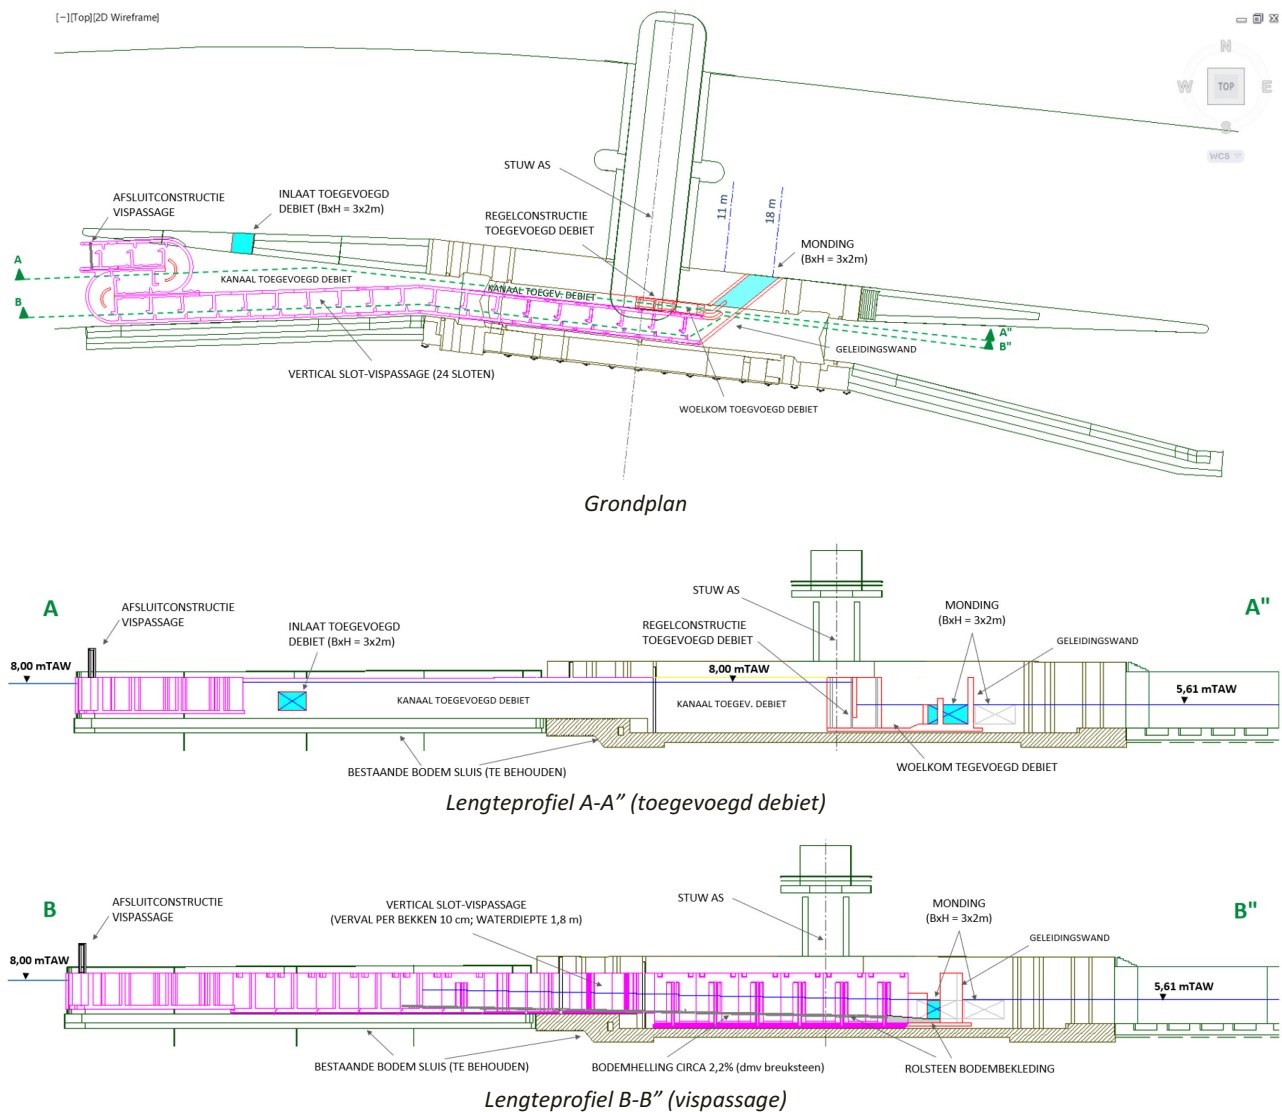 [−][Top][2D Wireframe]
N
W
TOP
E
S
WCS
STUW AS
AFSLUITCONSTRUCTIE
VISPASSAGE
INLAAT TOEGEVOEGD
DEBIET (BxH = 3x2m)
REGELCONSTRUCTIE
TOEGEVOEGD DEBIET
11 m
18 m
MONDING
(BxH = 3x2m)
A
KANAAL TOEGEVOEGD DEBIET
KANAAL TOEGEV. DEBIET
B
A"
B"
GELEIDINGSWAND
VERTICAL SLOT-VISPASSAGE (24 SLOTEN)
WOELKOM TOEGVOEGD DEBIET
Grondplan
A
AFSLUITCONSTRUCTIE
VISPASSAGE
INLAAT TOEGEVOEGD
DEBIET (BxH = 3x2m)
STUW AS
REGELCONSTRUCTIE
TOEGEVOEGD DEBIET
MONDING
(BxH = 3x2m)
GELEIDINGSWAND
A"
8,00 mTAW
8,00 mTAW
5,61 mTAW
KANAAL TOEGEVOEGD DEBIET
KANAAL TOEGEV. DEBIET
BESTAANDE BODEM SLUIS (TE BEHOUDEN)
WOELKOM TEGEVOEGD DEBIET
Lengteprofiel A-A” (toegevoegd debiet)
B
AFSLUITCONSTRUCTIE
VISPASSAGE
VERTICAL SLOT-VISPASSAGE
(VERVAL PER BEKKEN 10 cm; WATERDIEPTE 1,8 m)
STUW AS
MONDING
(BxH = 3x2m)
GELEIDINGSWAND
B"
8,00 mTAW
5,61 mTAW
BESTAANDE BODEM SLUIS (TE BEHOUDEN)
BODEMHELLING CIRCA 2,2% (dmv breuksteen)
ROLSTEEN BODEMBEKLEDING
Lengteprofiel B-B” (vispassage)